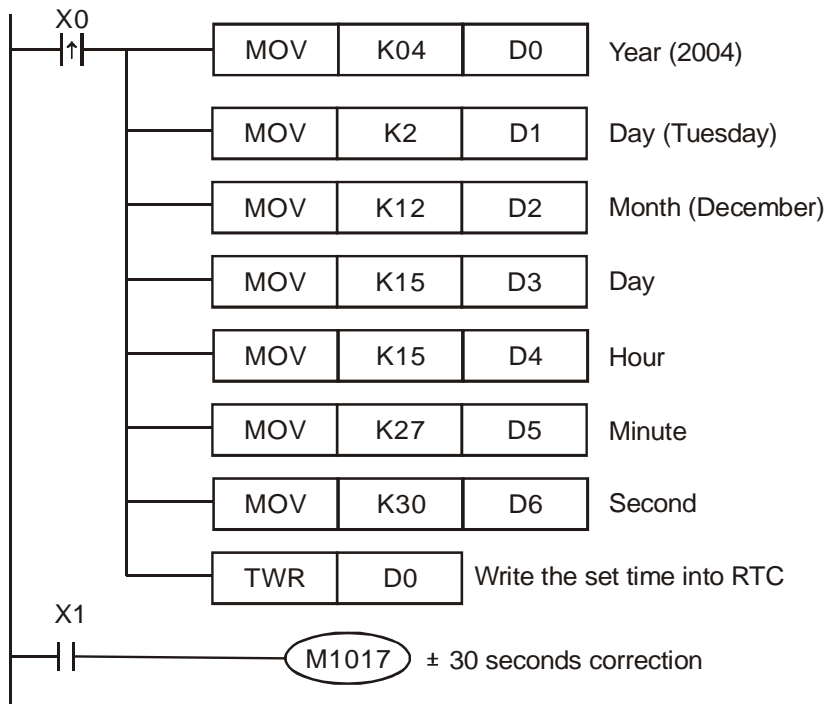 X0
↑
MOV K04 D0 Year (2004)
MOV K2 D1 Day (Tuesday)
MOV K12 D2 Month (December)
MOV K15 D3 Day
MOV K15 D4 Hour
MOV K27 D5 Minute
MOV K30 D6 Second
TWR D0 Write the set time into RTC
X1
M1017 ± 30 seconds correction